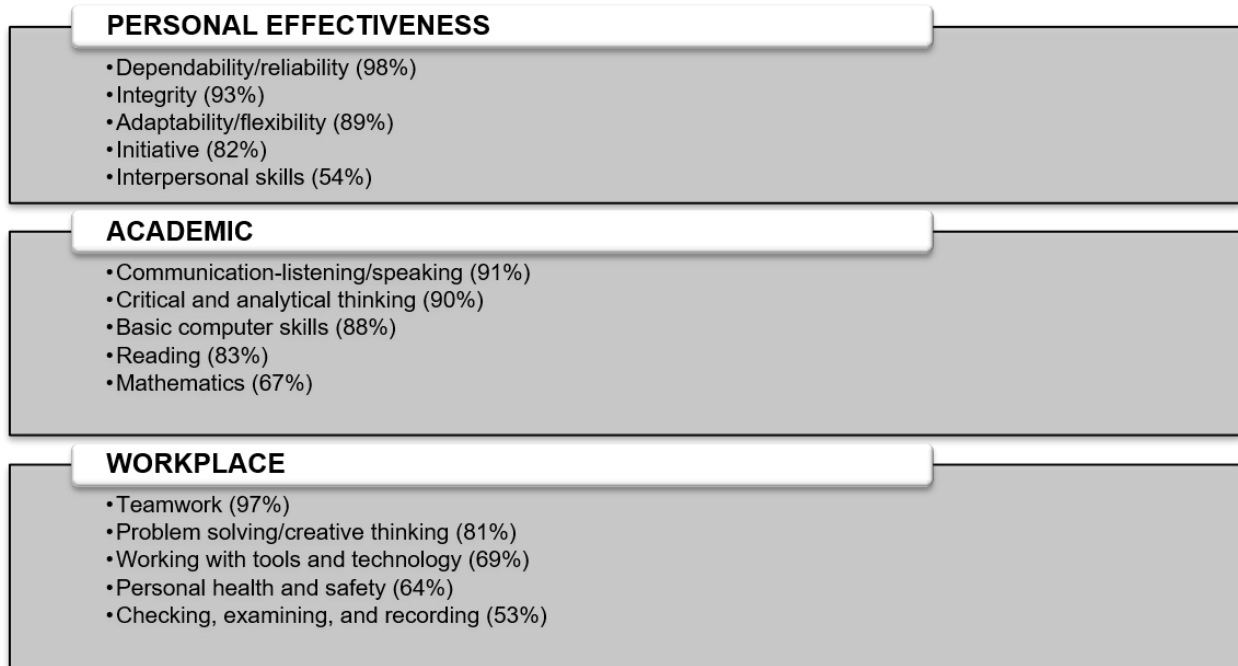 PERSONAL EFFECTIVENESS
•Dependability/reliability (98%)
•Integrity (93%)
•Adaptability/flexibility (89%)
•Initiative (82%)
•Interpersonal skills (54%)
ACADEMIC
•Communication-listening/speaking (91%)
•Critical and analytical thinking (90%)
•Basic computer skills (88%)
•Reading (83%)
•Mathematics (67%)
WORKPLACE
•Teamwork (97%)
•Problem solving/creative thinking (81%)
•Working with tools and technology (69%)
•Personal health and safety (64%)
•Checking, examining, and recording (53%)